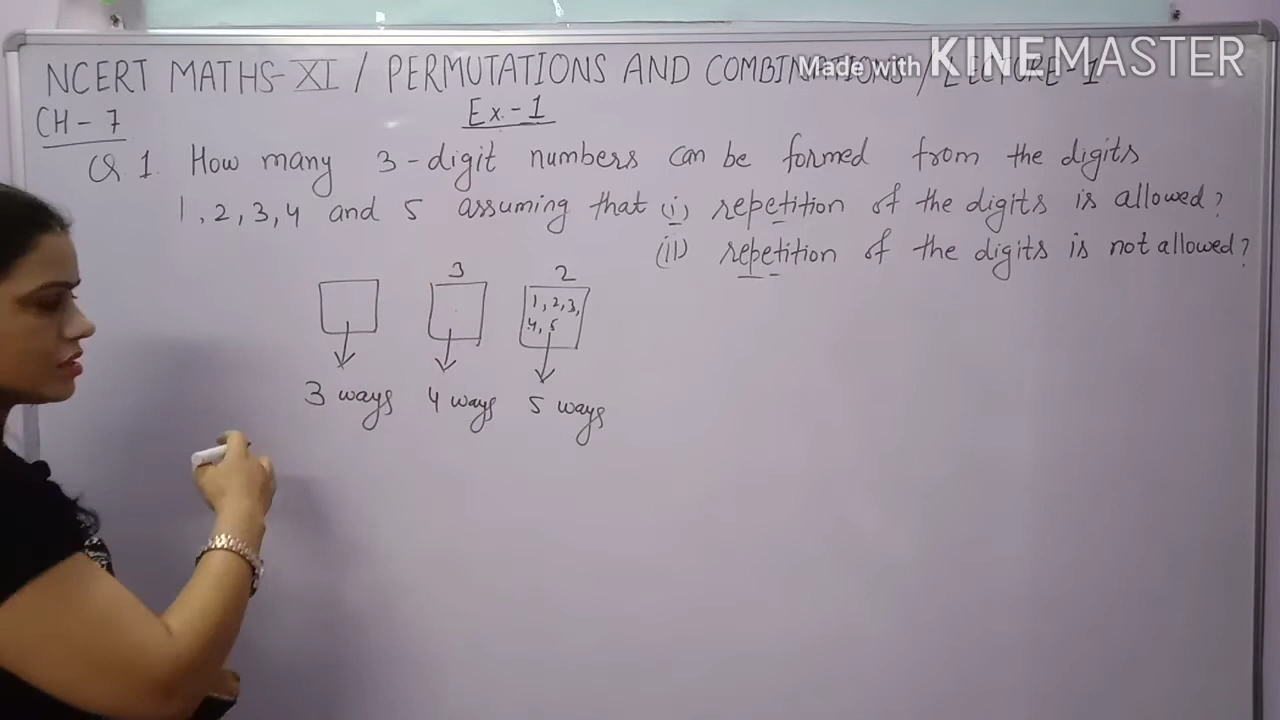 NCERT MATHS-XI / PERMUTATIONS AND COMBINATIONS / LECTURE-1
Made with KINEMASTER
CH-7
Ex.-1
Q 1. How many 3-digit numbers can be formed from the digits
1, 2, 3, 4 and 5 assuming that (i) repetition of the digits is allowed?
(ii) repetition of the digits is not allowed?
3 2
1, 2, 3,
4, 5
3 ways 4 ways 5 ways